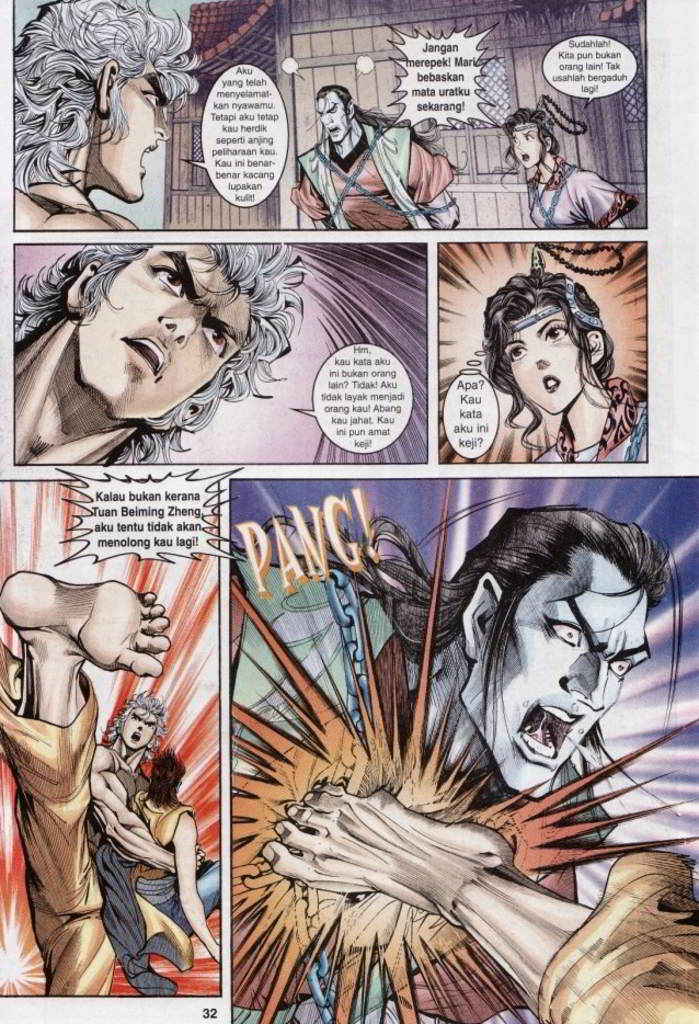 Aku
yang telah
menyelamat-
kan nyawamu.
Tetapi aku tetap
kau herdik
seperti anjing
peliharaan kau.
Kau ini benar-
benar kacang
lupakan
kulit!
Jangan
merepek! Mari
bebaskan
mata uratku
sekarang!
Sudahlah!
Kita pun bukan
orang lain! Tak
usahlah bergaduh
lagi!
Hm,
kau kata aku
ini bukan orang
lain? Tidak! Aku
tidak layak menjadi
orang kau! Abang
kau jahat. Kau
ini pun amat
keji!
Apa?
Kau kata
aku ini
keji?
Kalau bukan kerana
Tuan Beiming Zheng,
aku tentu tidak akan
menolong kau lagi!
PANG!
32